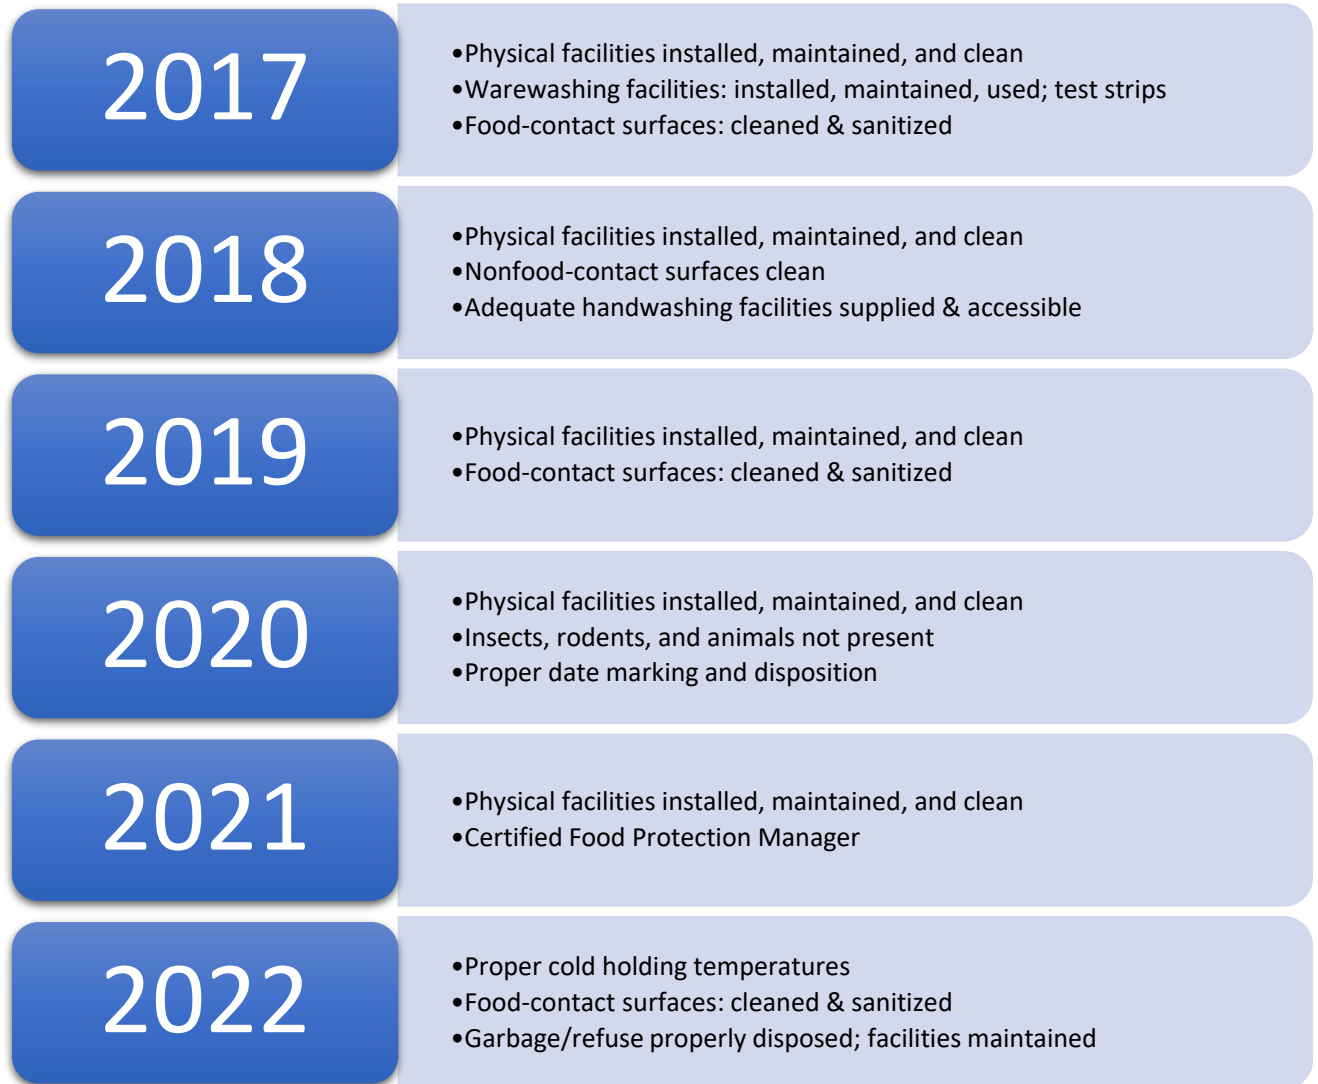 2017
•Physical facilities installed, maintained, and clean
•Warewashing facilities: installed, maintained, used; test strips
•Food-contact surfaces: cleaned & sanitized
2018
•Physical facilities installed, maintained, and clean
•Nonfood-contact surfaces clean
•Adequate handwashing facilities supplied & accessible
2019
•Physical facilities installed, maintained, and clean
•Food-contact surfaces: cleaned & sanitized
2020
•Physical facilities installed, maintained, and clean
•Insects, rodents, and animals not present
•Proper date marking and disposition
2021
•Physical facilities installed, maintained, and clean
•Certified Food Protection Manager
2022
•Proper cold holding temperatures
•Food-contact surfaces: cleaned & sanitized
•Garbage/refuse properly disposed; facilities maintained